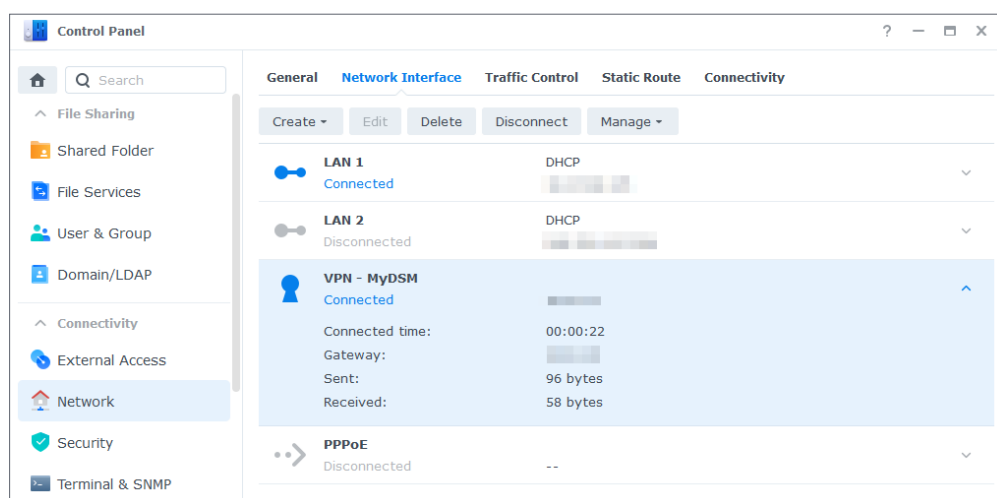 Control Panel
?
Search
File Sharing
Shared Folder
File Services
User & Group
Domain/LDAP
Connectivity
External Access
Network
Security
Terminal & SNMP
General Network Interface Traffic Control Static Route Connectivity
Create Edit Delete Disconnect Manage
LAN 1 DHCP
Connected
LAN 2 DHCP
Disconnected
VPN - MyDSM
Connected
Connected time: 00:00:22
Gateway:
Sent: 96 bytes
Received: 58 bytes
PPPoE
Disconnected --